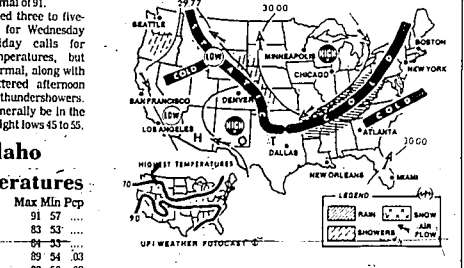 mal of 91.
ed three to five-
for Wednesday
iday calls for
peratures, but
rmal, along with
ttered afternoon
thundershowers.
nerally be in the
ight lows 45 to 55.
daho
eratures
Max Min Pcp
91 57 ....
83 53 ....
84 53 ....
89 54 .03
29.77
30.00
SEATTLE
BOSTON
LOW
MINNEAPOLIS
HIGH
NEW YORK
COLD
CHICAGO
DENVER
COLD
SAN FRANCISCO
LOW
HIGH
ATLANTA
LOS ANGELES
DALLAS
30.00
NEW ORLEANS
MIAMI
HIGHEST TEMPERATURES
70
90
LEGEND
RAIN
SNOW
SHOWERS
AIR FLOW
UPI WEATHER FOTOCAST